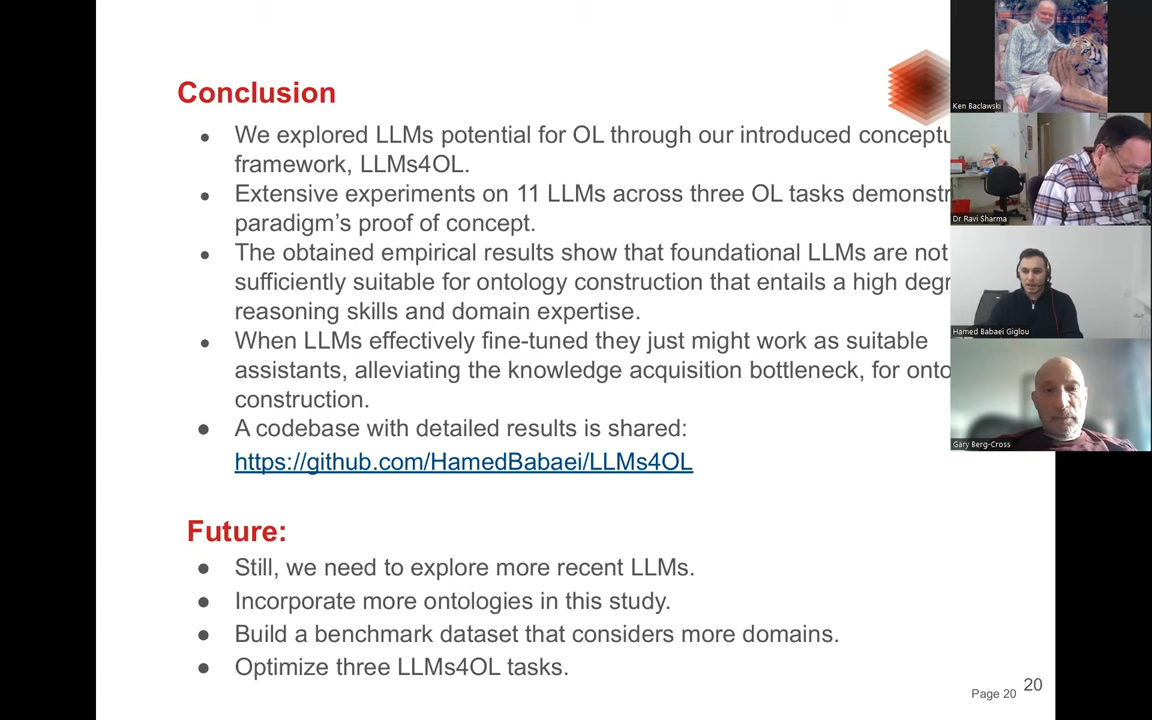 Conclusion
● We explored LLMs potential for OL through our introduced
framework, LLMs4OL.
● Extensive experiments on 11 LLMs across three OL tasks
paradigm's proof of concept.
● The obtained empirical results show that foundational LLMs are not
sufficiently suitable for ontology construction that entails a high
reasoning skills and domain expertise.
● When LLMs effectively fine-tuned they just might work as suitable
assistants, alleviating the knowledge acquisition bottleneck, for
construction.
● A codebase with detailed results is shared:
https://github.com/HamedBabaei/LLMs4OL
Future:
● Still, we need to explore more recent LLMs.
● Incorporate more ontologies in this study.
● Build a benchmark dataset that considers more domains.
● Optimize three LLMs4OL tasks.
Page 20
20
Ken Baclawski
Dr Ravi Sharma
Hamed Babaei Giglou
Gary Berg-Cross